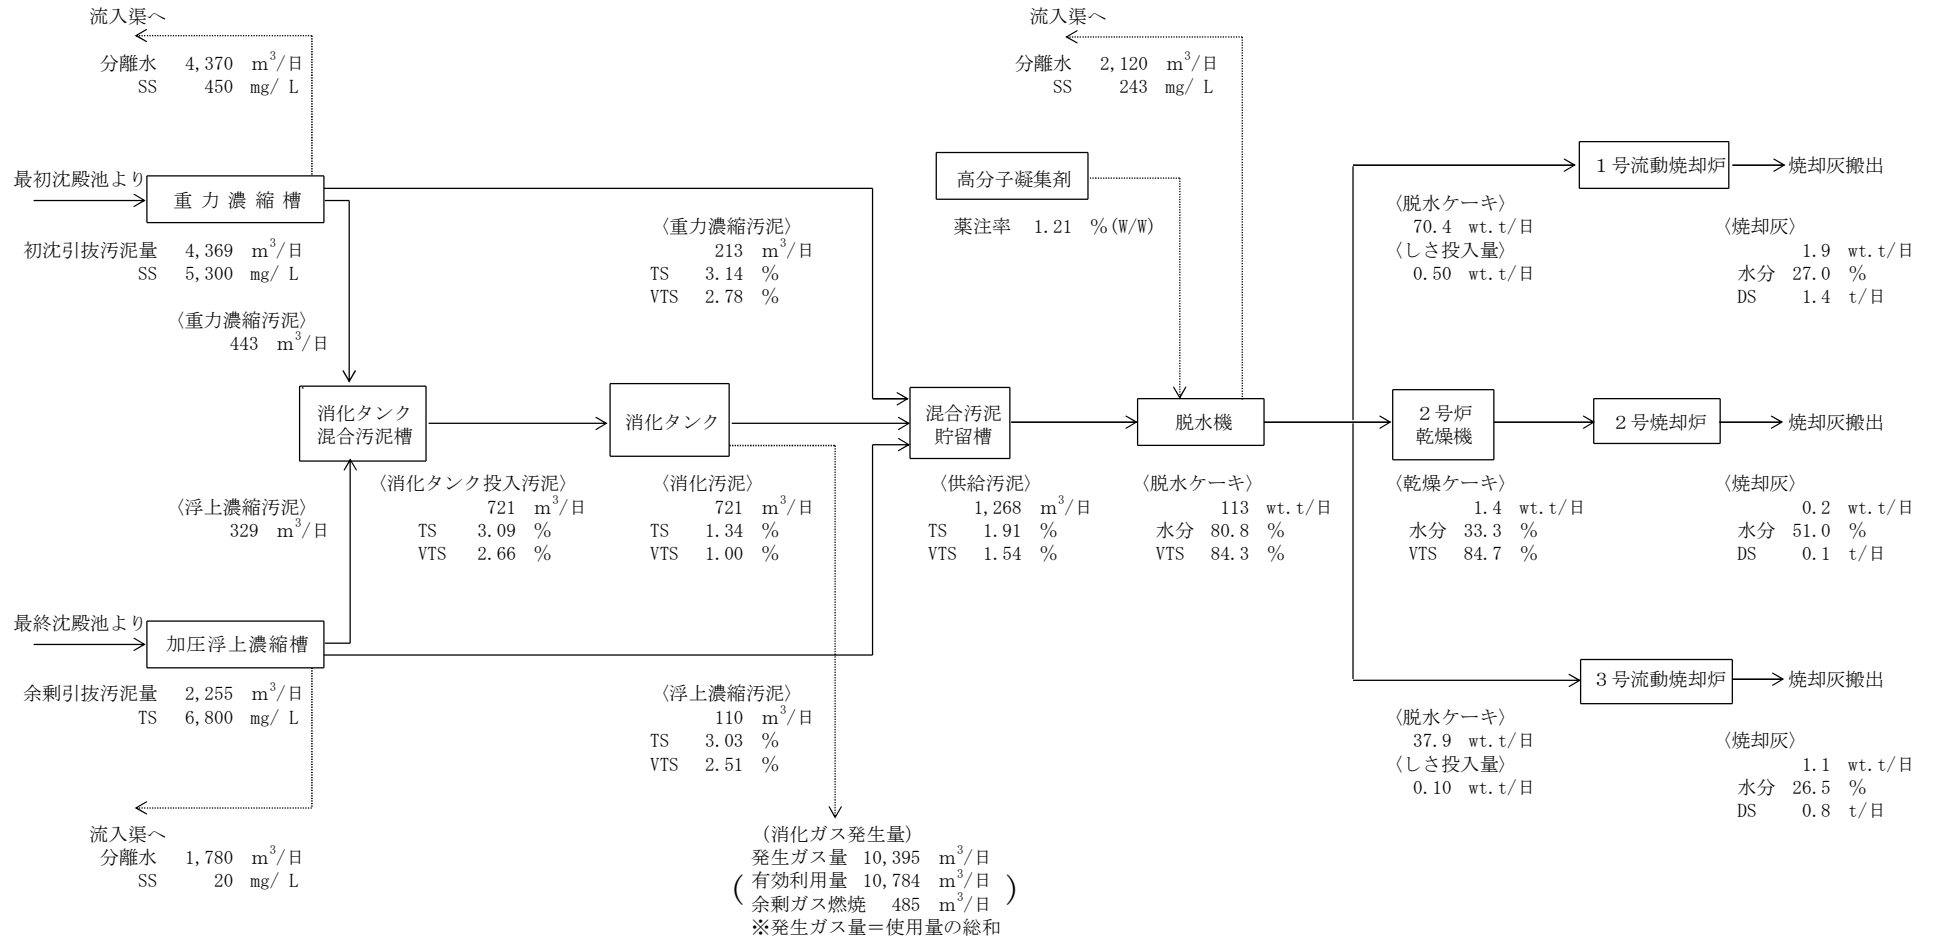 流入渠へ
分離水 4,370 m³/日
SS 450 mg/ L
流入渠へ
分離水 2,120 m³/日
SS 243 mg/ L
最初沈殿池より
重力濃縮槽
初沈引抜汚泥量 4,369 m³/日
SS 5,300 mg/ L
〈重力濃縮汚泥〉
443 m³/日
〈重力濃縮汚泥〉
213 m³/日
TS 3.14 %
VTS 2.78 %
高分子凝集剤
薬注率 1.21 %(W/W)
1号流動焼却炉
焼却灰搬出
〈脱水ケーキ〉
70.4 wt.t/日
〈しさ投入量〉
0.50 wt.t/日
〈焼却灰〉
1.9 wt.t/日
水分 27.0 %
DS 1.4 t/日
消化タンク
混合汚泥槽
消化タンク
混合汚泥
貯留槽
脱水機
2号炉
乾燥機
2号焼却炉
焼却灰搬出
〈浮上濃縮汚泥〉
329 m³/日
〈消化タンク投入汚泥〉
721 m³/日
TS 3.09 %
VTS 2.66 %
〈消化汚泥〉
721 m³/日
TS 1.34 %
VTS 1.00 %
〈供給汚泥〉
1,268 m³/日
TS 1.91 %
VTS 1.54 %
〈脱水ケーキ〉
113 wt.t/日
水分 80.8 %
VTS 84.3 %
〈乾燥ケーキ〉
1.4 wt.t/日
水分 33.3 %
VTS 84.7 %
〈焼却灰〉
0.2 wt.t/日
水分 51.0 %
DS 0.1 t/日
最終沈殿池より
加圧浮上濃縮槽
余剰引抜汚泥量 2,255 m³/日
TS 6,800 mg/ L
〈浮上濃縮汚泥〉
110 m³/日
TS 3.03 %
VTS 2.51 %
3号流動焼却炉
焼却灰搬出
〈脱水ケーキ〉
37.9 wt.t/日
〈しさ投入量〉
0.10 wt.t/日
〈焼却灰〉
1.1 wt.t/日
水分 26.5 %
DS 0.8 t/日
流入渠へ
分離水 1,780 m³/日
SS 20 mg/ L
(消化ガス発生量)
発生ガス量 10,395 m³/日
(有効利用量 10,784 m³/日
余剰ガス燃焼 485 m³/日)
※発生ガス量=使用量の総和